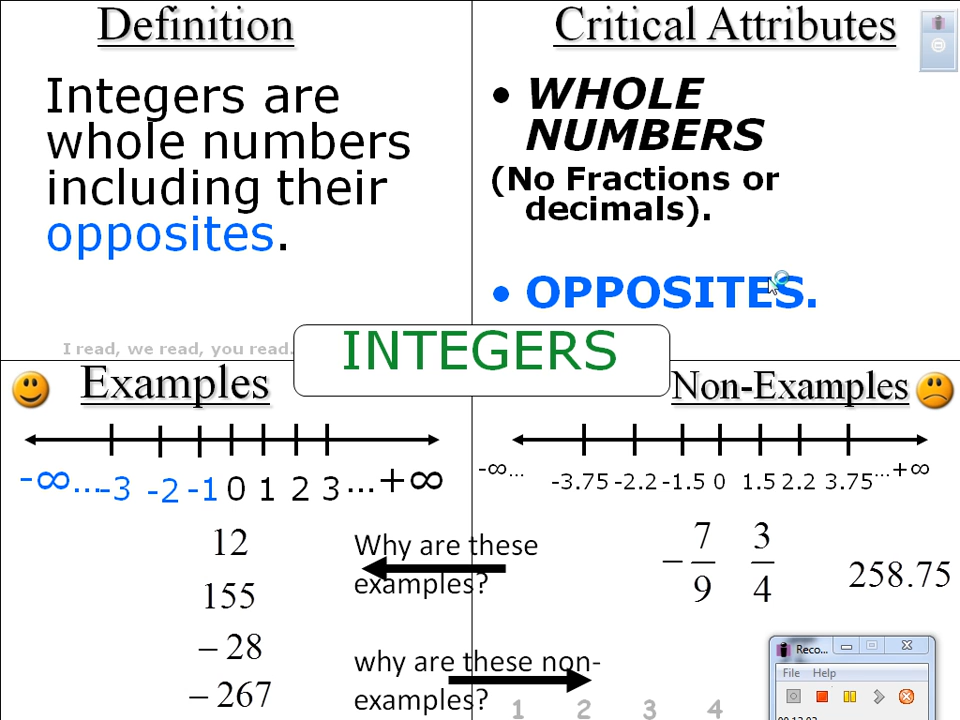 Definition
Integers are
whole numbers
including their
opposites.
I read, we read, you read.
Critical Attributes
• WHOLE
NUMBERS
(No Fractions or
decimals).
• OPPOSITES.
INTEGERS
Examples
-∞...-3 -2 -1 0 1 2 3...+∞
12
155
− 28
− 267
Why are these
examples?
why are these non-
examples?
Non-Examples
-∞... -3.75 -2.2 -1.5 0 1.5 2.2 3.75 ...+∞
− 7/9 3/4
258.75
1 2 3 4
Reco...
File Help